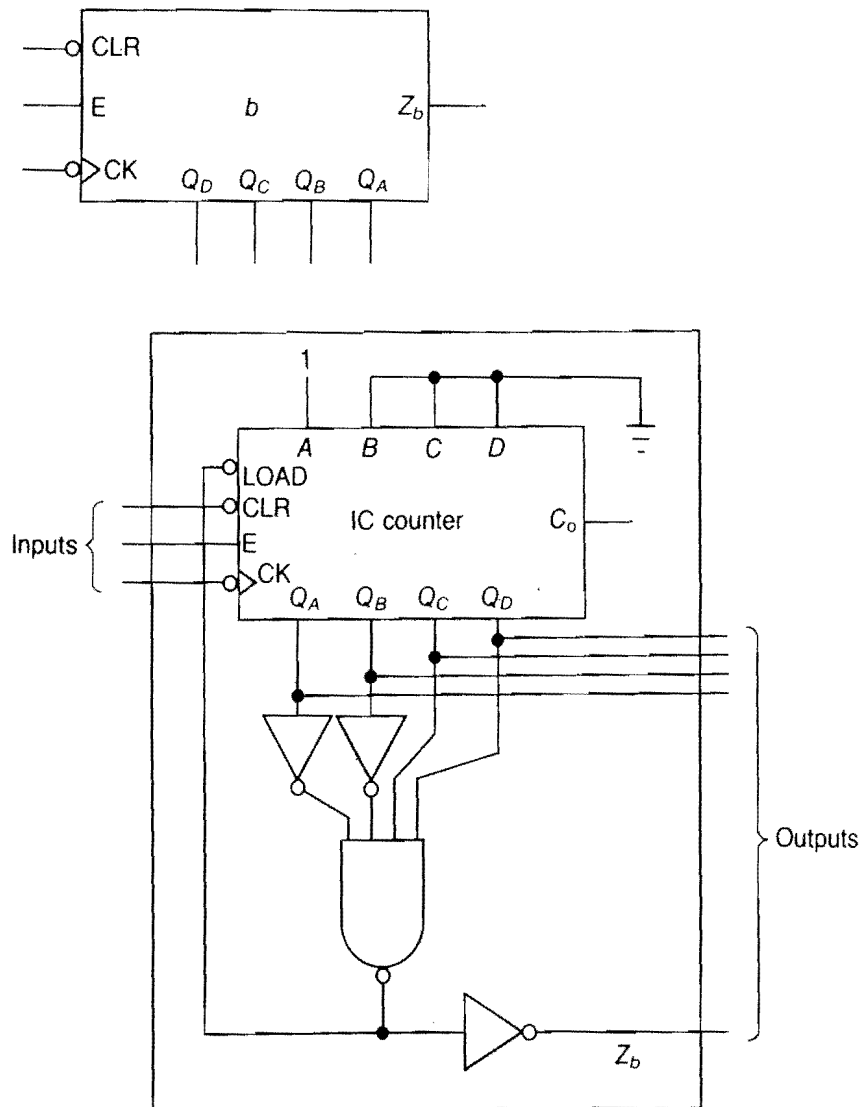 CLR
E b Z_b
CK
Q_D Q_C Q_B Q_A
1
A B C D
LOAD
CLR
IC counter
C_o
Inputs
E
CK
Q_A Q_B Q_C Q_D
Outputs
Z_b